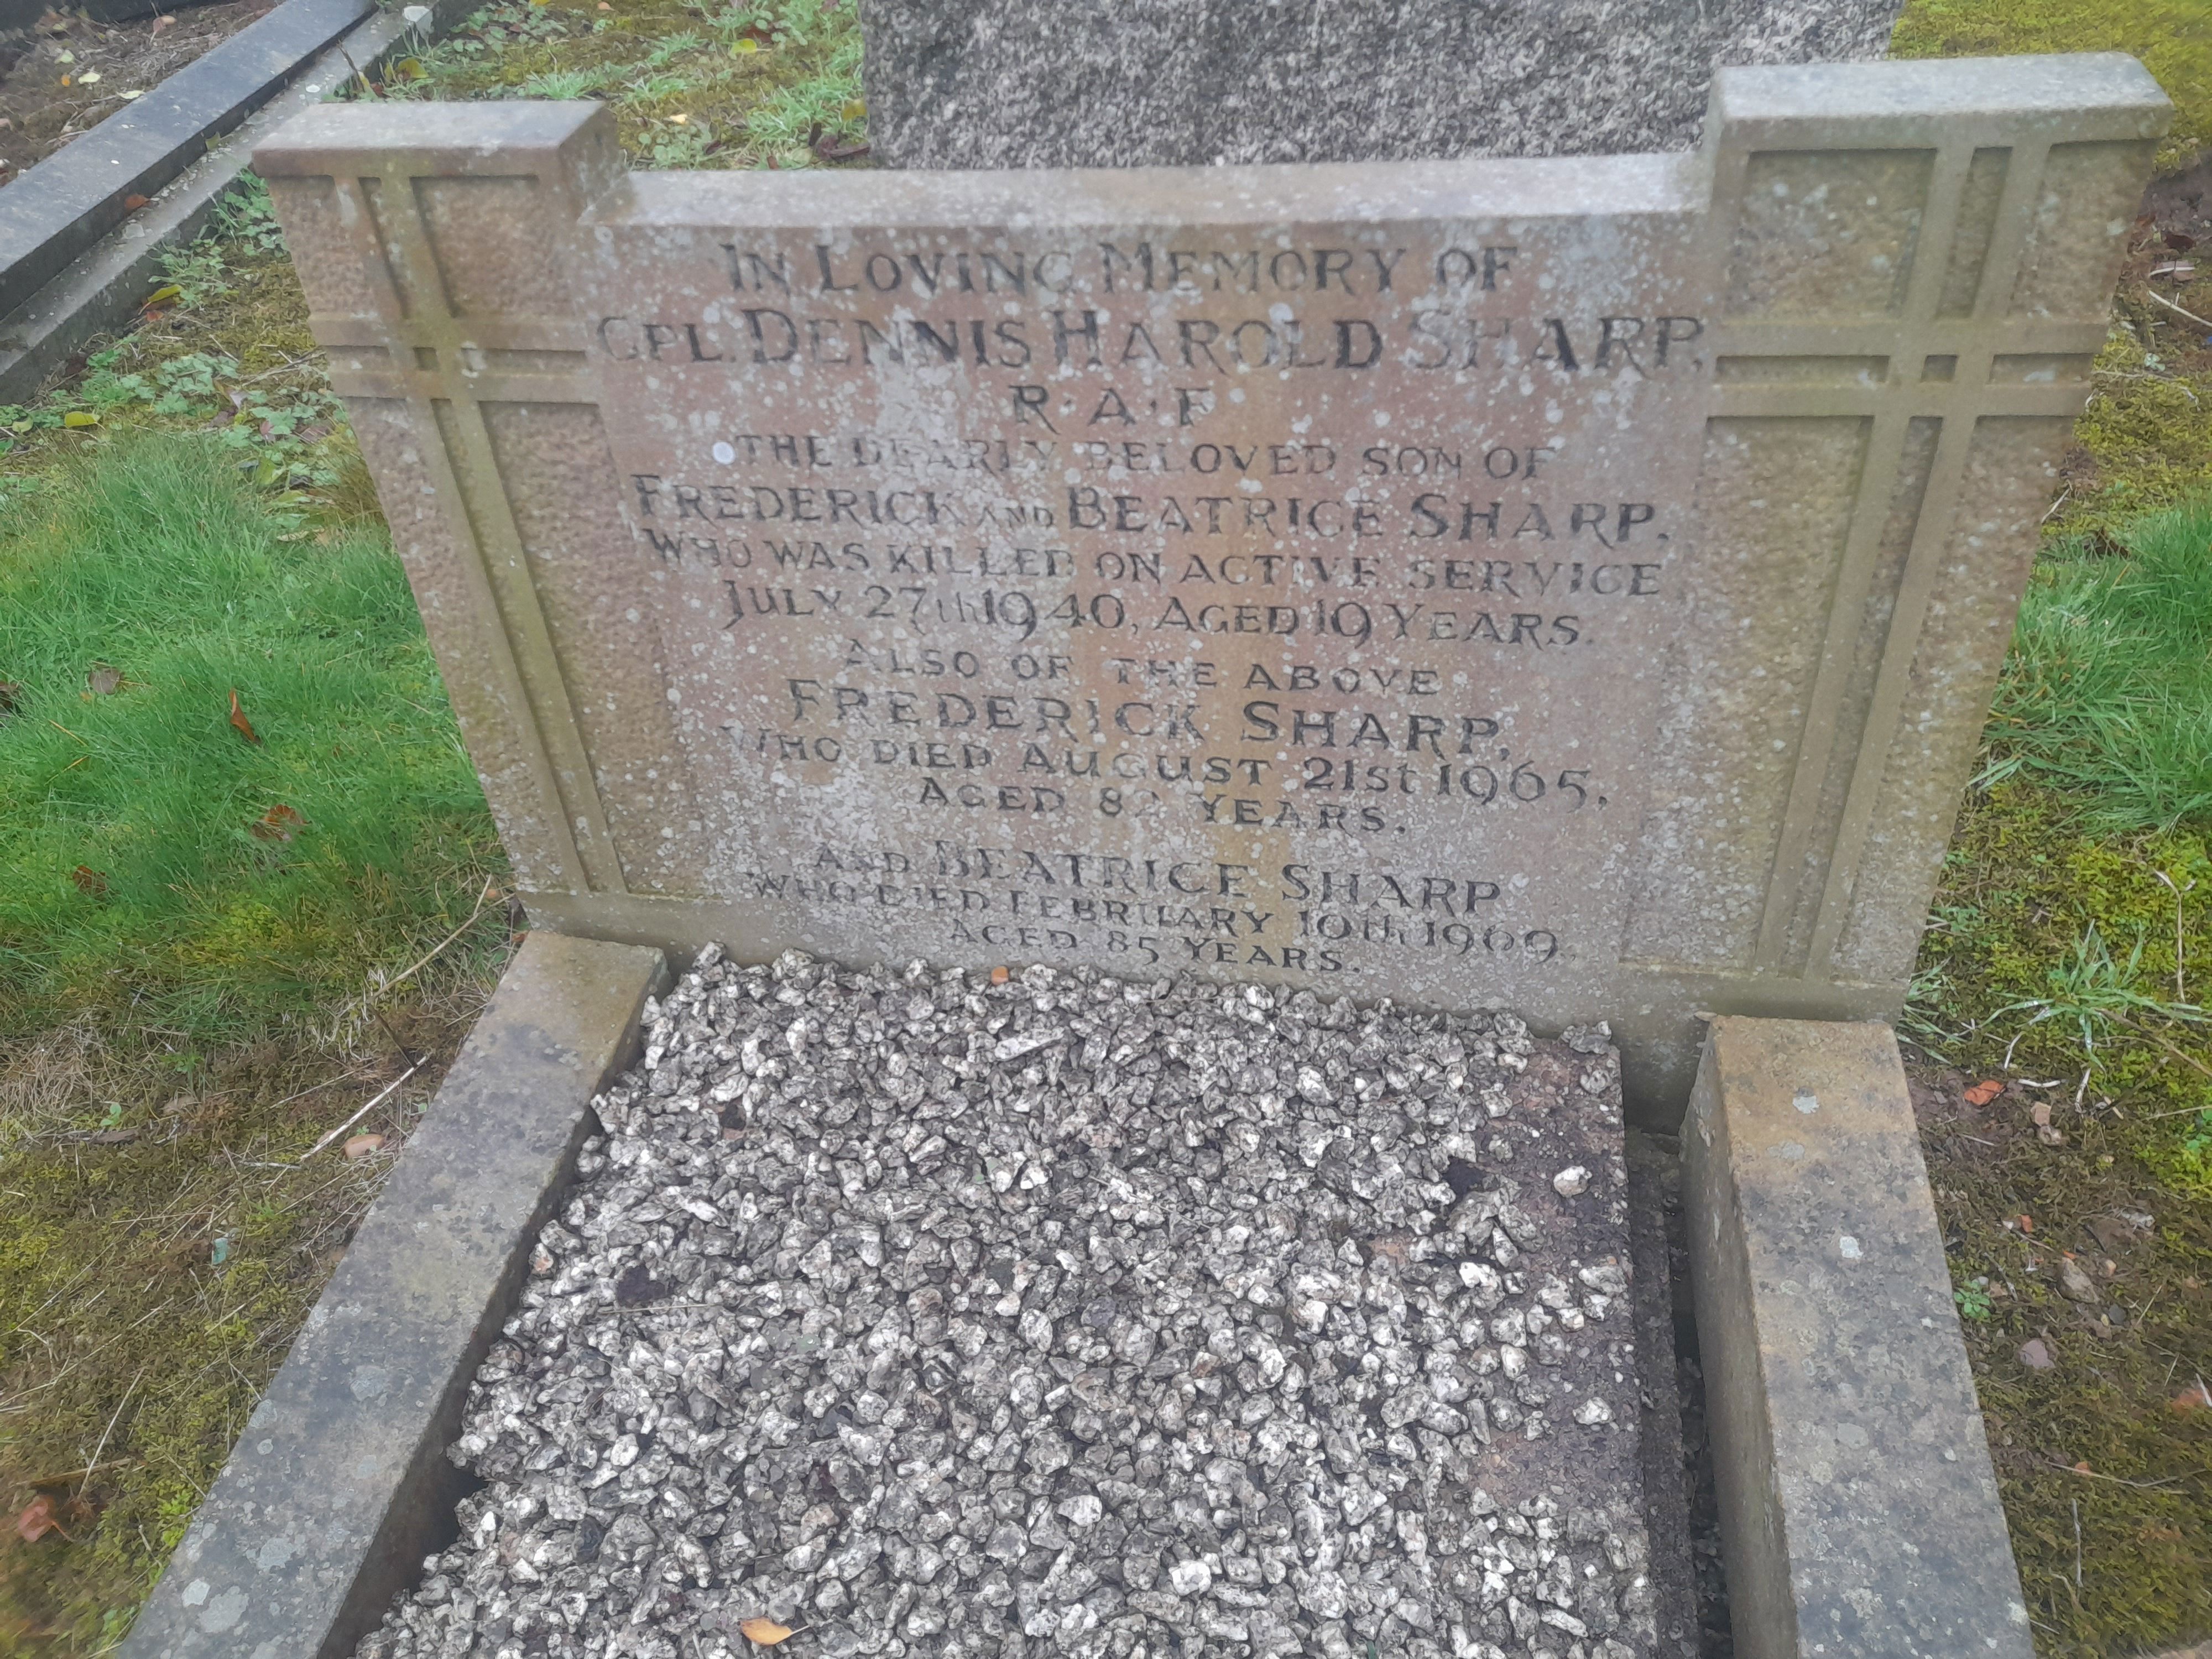 IN LOVING MEMORY OF
CPL DENNIS HAROLD SHARP,
R·A·F
THE DEARLY BELOVED SON OF
FREDERICK AND BEATRICE SHARP.
WHO WAS KILLED ON ACTIVE SERVICE
JULY 27th 1940, AGED 19 YEARS.
ALSO OF THE ABOVE
FREDERICK SHARP,
WHO DIED AUGUST 21st 1965,
AGED 82 YEARS.
AND BEATRICE SHARP
WHO DIED FEBRUARY 10th 1969.
AGED 85 YEARS.